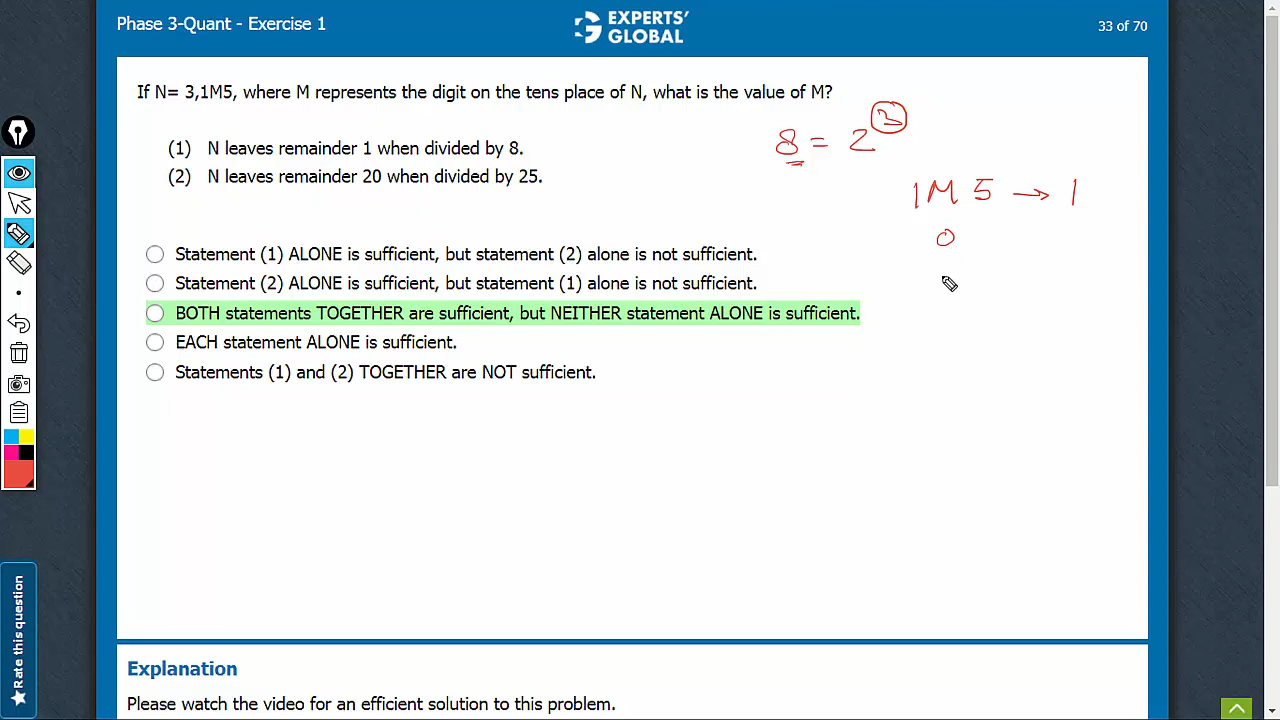 Phase 3-Quant - Exercise 1
EXPERTS'
GLOBAL
33 of 70
If N= 3,1M5, where M represents the digit on the tens place of N, what is the value of M?
8 = 2^3
(1) N leaves remainder 1 when divided by 8.
(2) N leaves remainder 20 when divided by 25.
1M5 → 1
0
Statement (1) ALONE is sufficient, but statement (2) alone is not sufficient.
Statement (2) ALONE is sufficient, but statement (1) alone is not sufficient.
BOTH statements TOGETHER are sufficient, but NEITHER statement ALONE is sufficient.
EACH statement ALONE is sufficient.
Statements (1) and (2) TOGETHER are NOT sufficient.
Rate this question
Explanation
Please watch the video for an efficient solution to this problem.